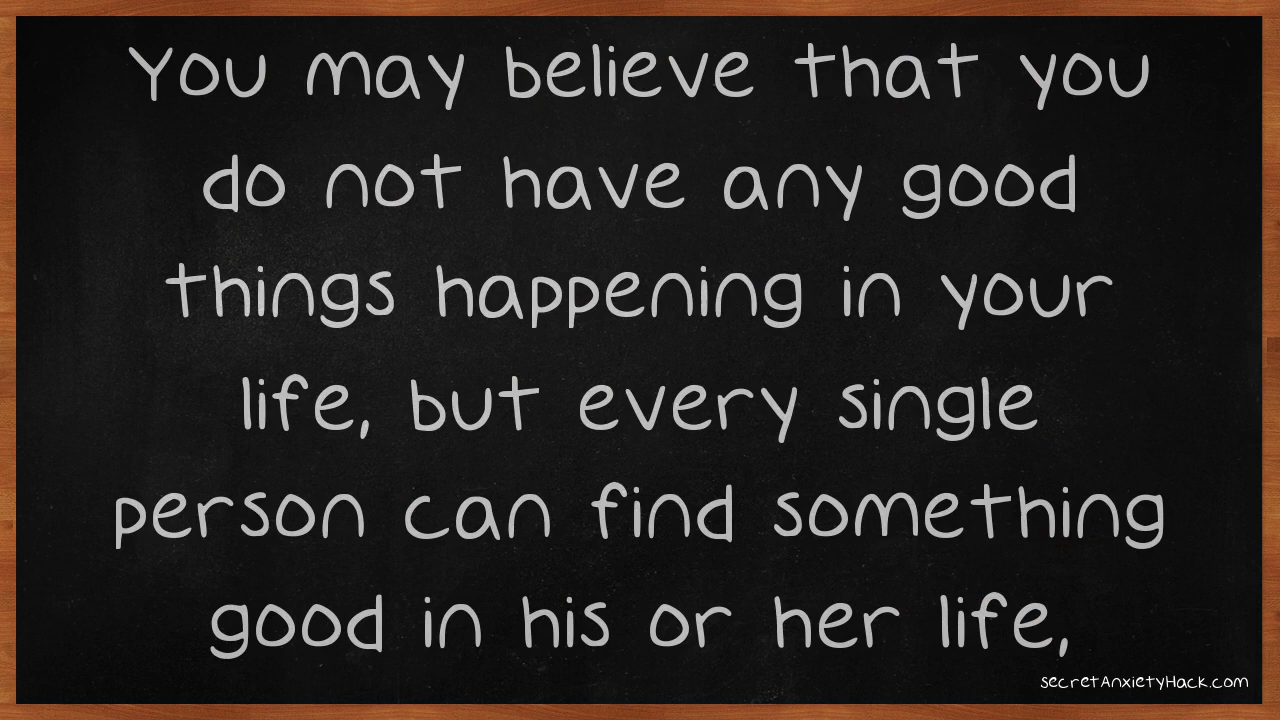 You may believe that you
do not have any good
things happening in your
life, but every single
person can find something
good in his or her life,
secretAnxietyHack.com